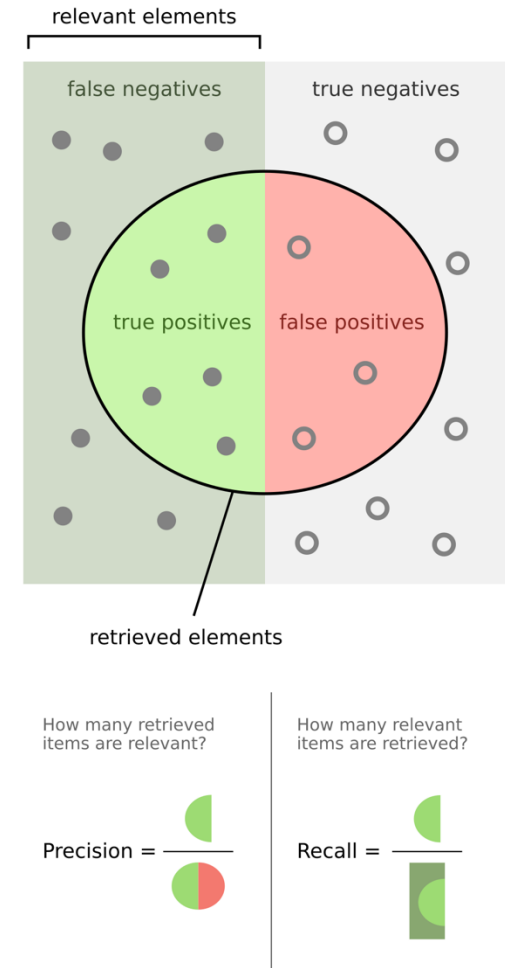 relevant elements
false negatives
true negatives
true positives
false positives
retrieved elements
How many retrieved
items are relevant?
Precision =
How many relevant
items are retrieved?
Recall =